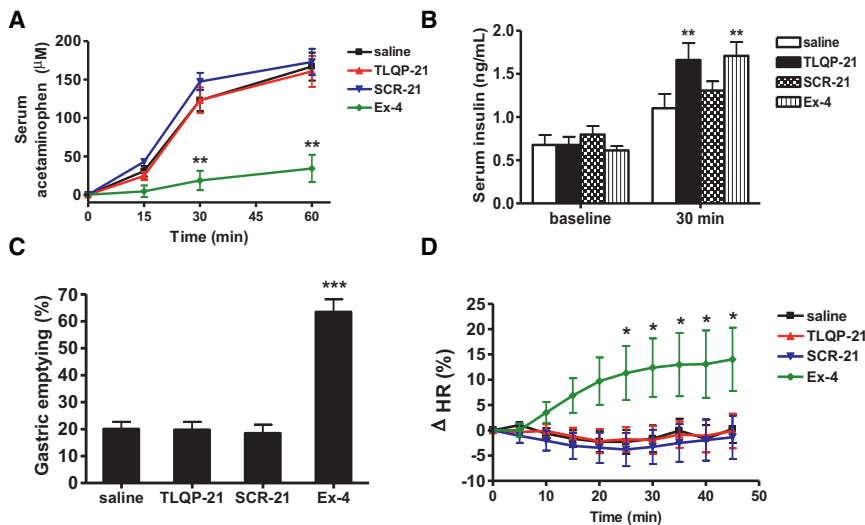 A
Serum
acetaminophen (µM)
200
150
100
50
0
0 15 30 45 60
Time (min)
**
**
saline
TLQP-21
SCR-21
Ex-4
B
Serum insulin (ng/mL)
2.0
1.5
1.0
0.5
0.0
** **
baseline 30 min
saline
TLQP-21
SCR-21
Ex-4
C
Gastric emptying (%)
70
60
50
40
30
20
10
0
***
saline TLQP-21 SCR-21 Ex-4
D
Δ HR (%)
25
20
15
10
5
0
-5
-10
* * * * *
0 10 20 30 40 50
Time (min)
saline
TLQP-21
SCR-21
Ex-4